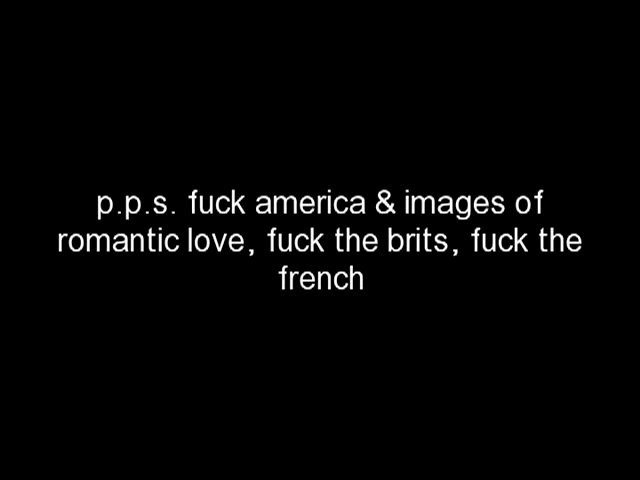 p.p.s. fuck america & images of
romantic love, fuck the brits, fuck the
french